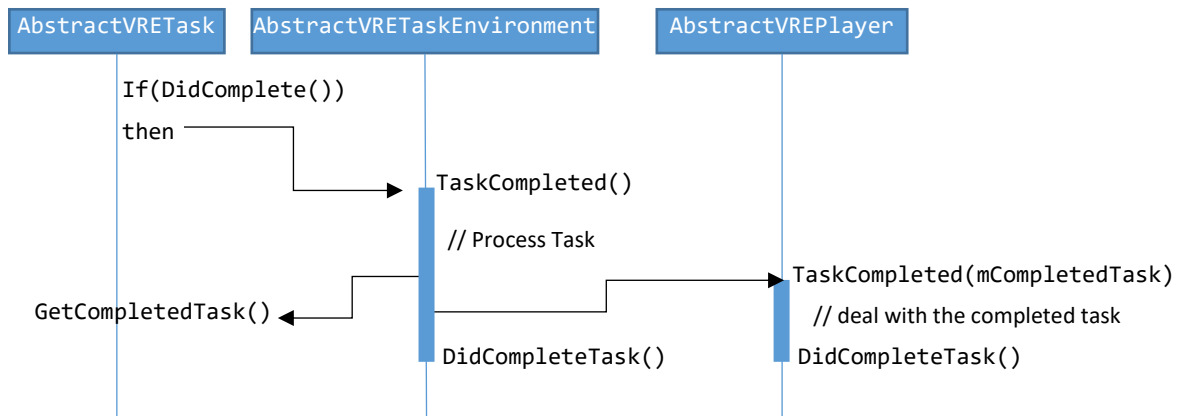 AbstractVRETask
AbstractVRETaskEnvironment
AbstractVREPlayer
If(DidComplete())
then
TaskCompleted()
// Process Task
TaskCompleted(mCompletedTask)
GetCompletedTask()
// deal with the completed task
DidCompleteTask()
DidCompleteTask()